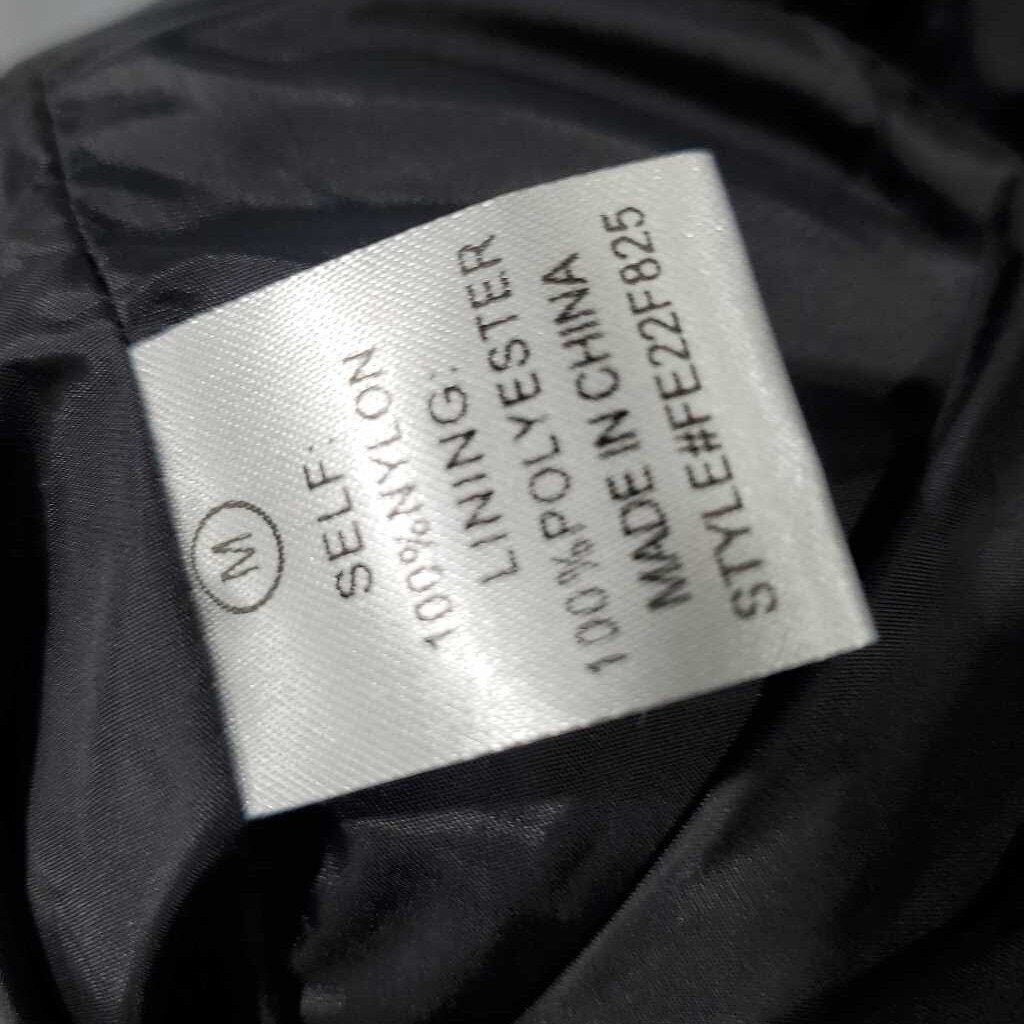 M
SELF:
100%NYLON
LINING:
100%POLYESTER
MADE IN CHINA
STYLE#FE22F825